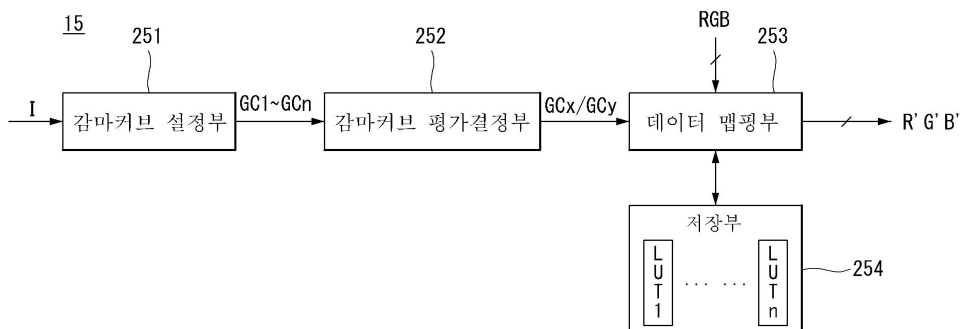 15
251
252
RGB
253
I
감마커브 설정부
GC1~GCn
감마커브 평가결정부
GCx/GCy
데이터 맵핑부
R'G'B'
저장부
LUT1
... ...
LUTn
254